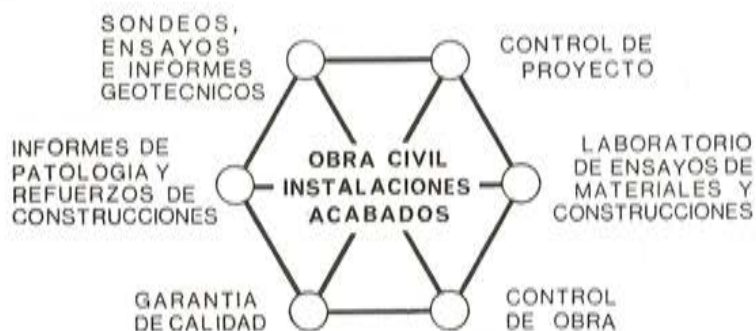 SONDEOS,
ENSAYOS
E INFORMES
GEOTECNICOS
CONTROL DE
PROYECTO
INFORMES DE
PATOLOGIA Y
REFUERZOS DE
CONSTRUCCIONES
OBRA CIVIL
INSTALACIONES
ACABADOS
LABORATORIO
DE ENSAYOS DE
MATERIALES Y
CONSTRUCCIONES
GARANTIA
DE CALIDAD
CONTROL
DE OBRA